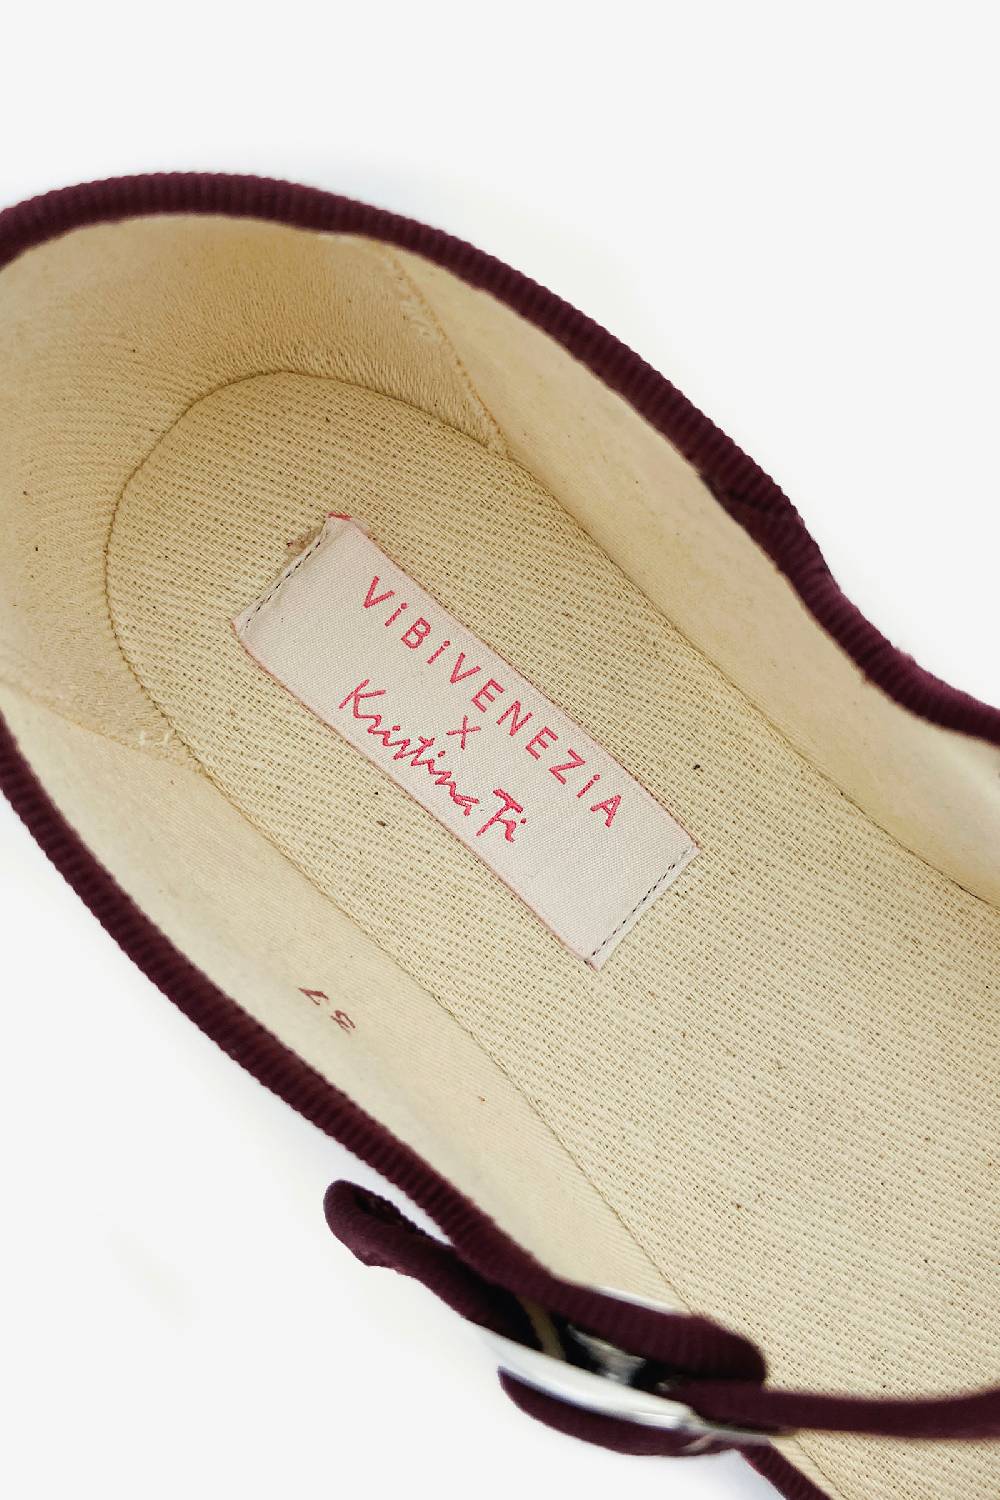 ViBiVENEZiA
X
Kristina Ti
37